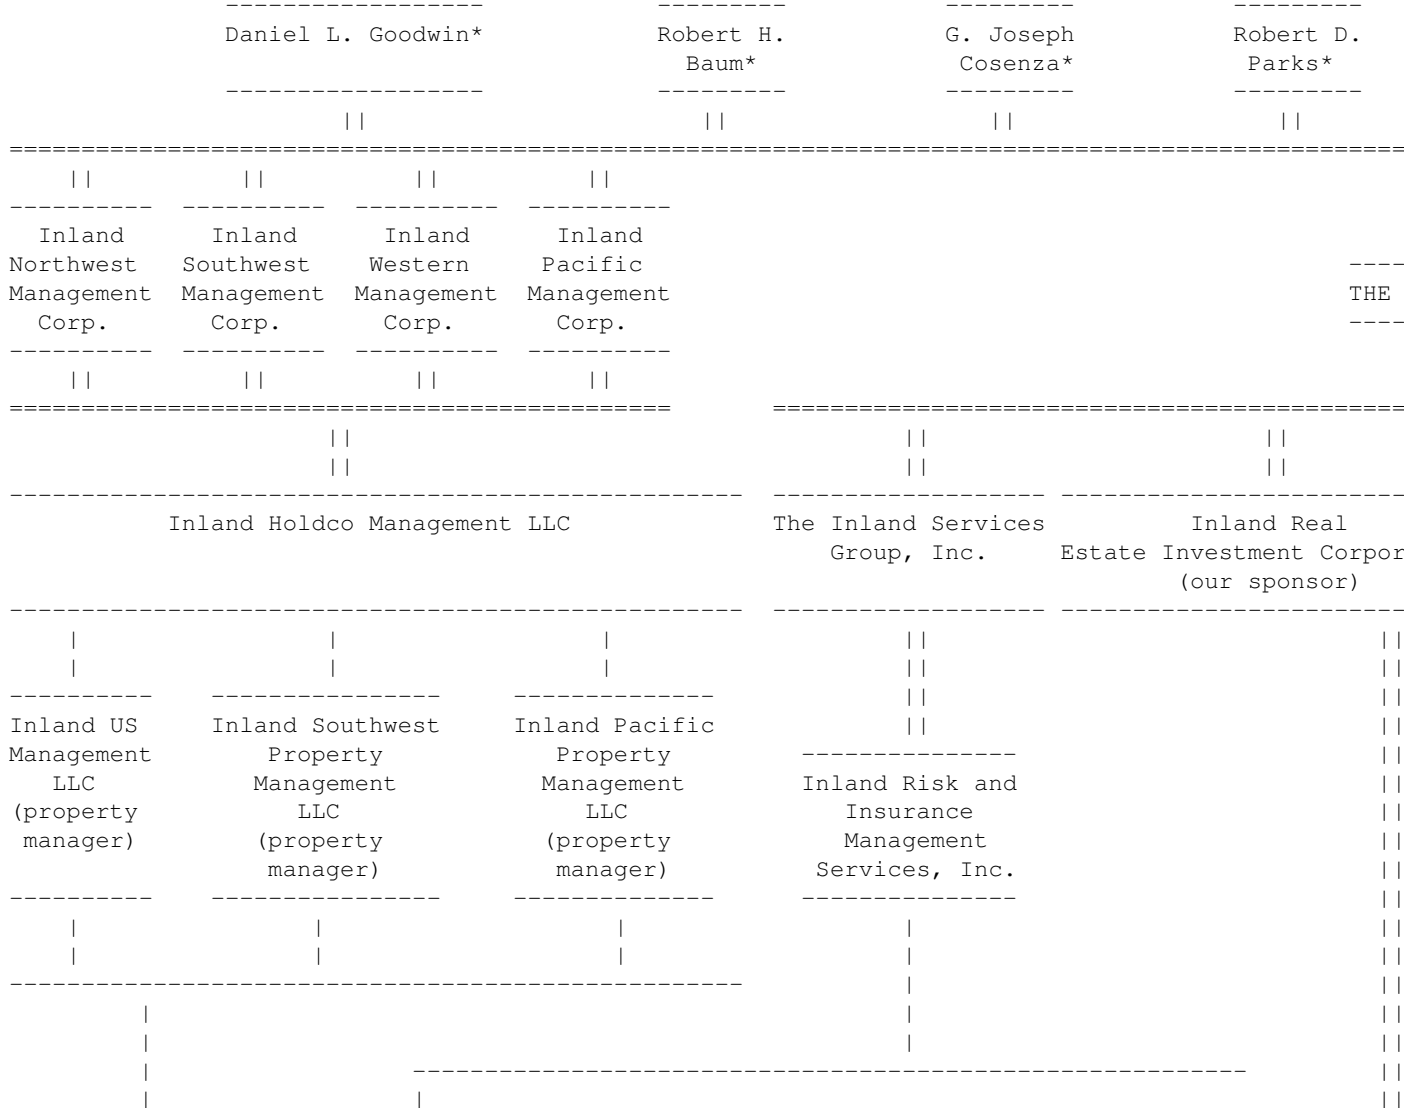 Daniel L. Goodwin* Robert H. G. Joseph Robert D.
Baum* Cosenza* Parks*
Inland Inland Inland Inland
Northwest Southwest Western Pacific
Management Management Management Management THE
Corp. Corp. Corp. Corp.
Inland Holdco Management LLC The Inland Services Inland Real
Group, Inc. Estate Investment Corpor
(our sponsor)
Inland US Inland Southwest Inland Pacific
Management Property Property
LLC Management Management Inland Risk and
(property LLC LLC Insurance
manager) (property (property Management
manager) manager) Services, Inc.